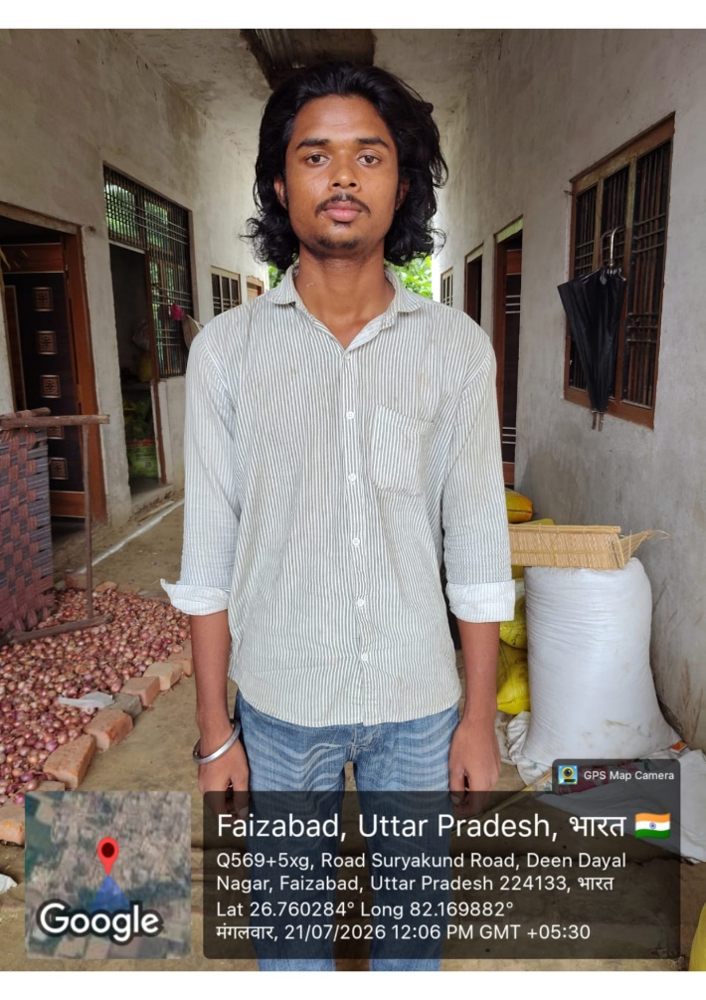 GPS Map Camera
Faizabad, Uttar Pradesh, भारत 🇮🇳
Q569+5xg, Road Suryakund Road, Deen Dayal
Nagar, Faizabad, Uttar Pradesh 224133, भारत
Lat 26.760284° Long 82.169882°
मंगलवार, 21/07/2026 12:06 PM GMT +05:30
Google